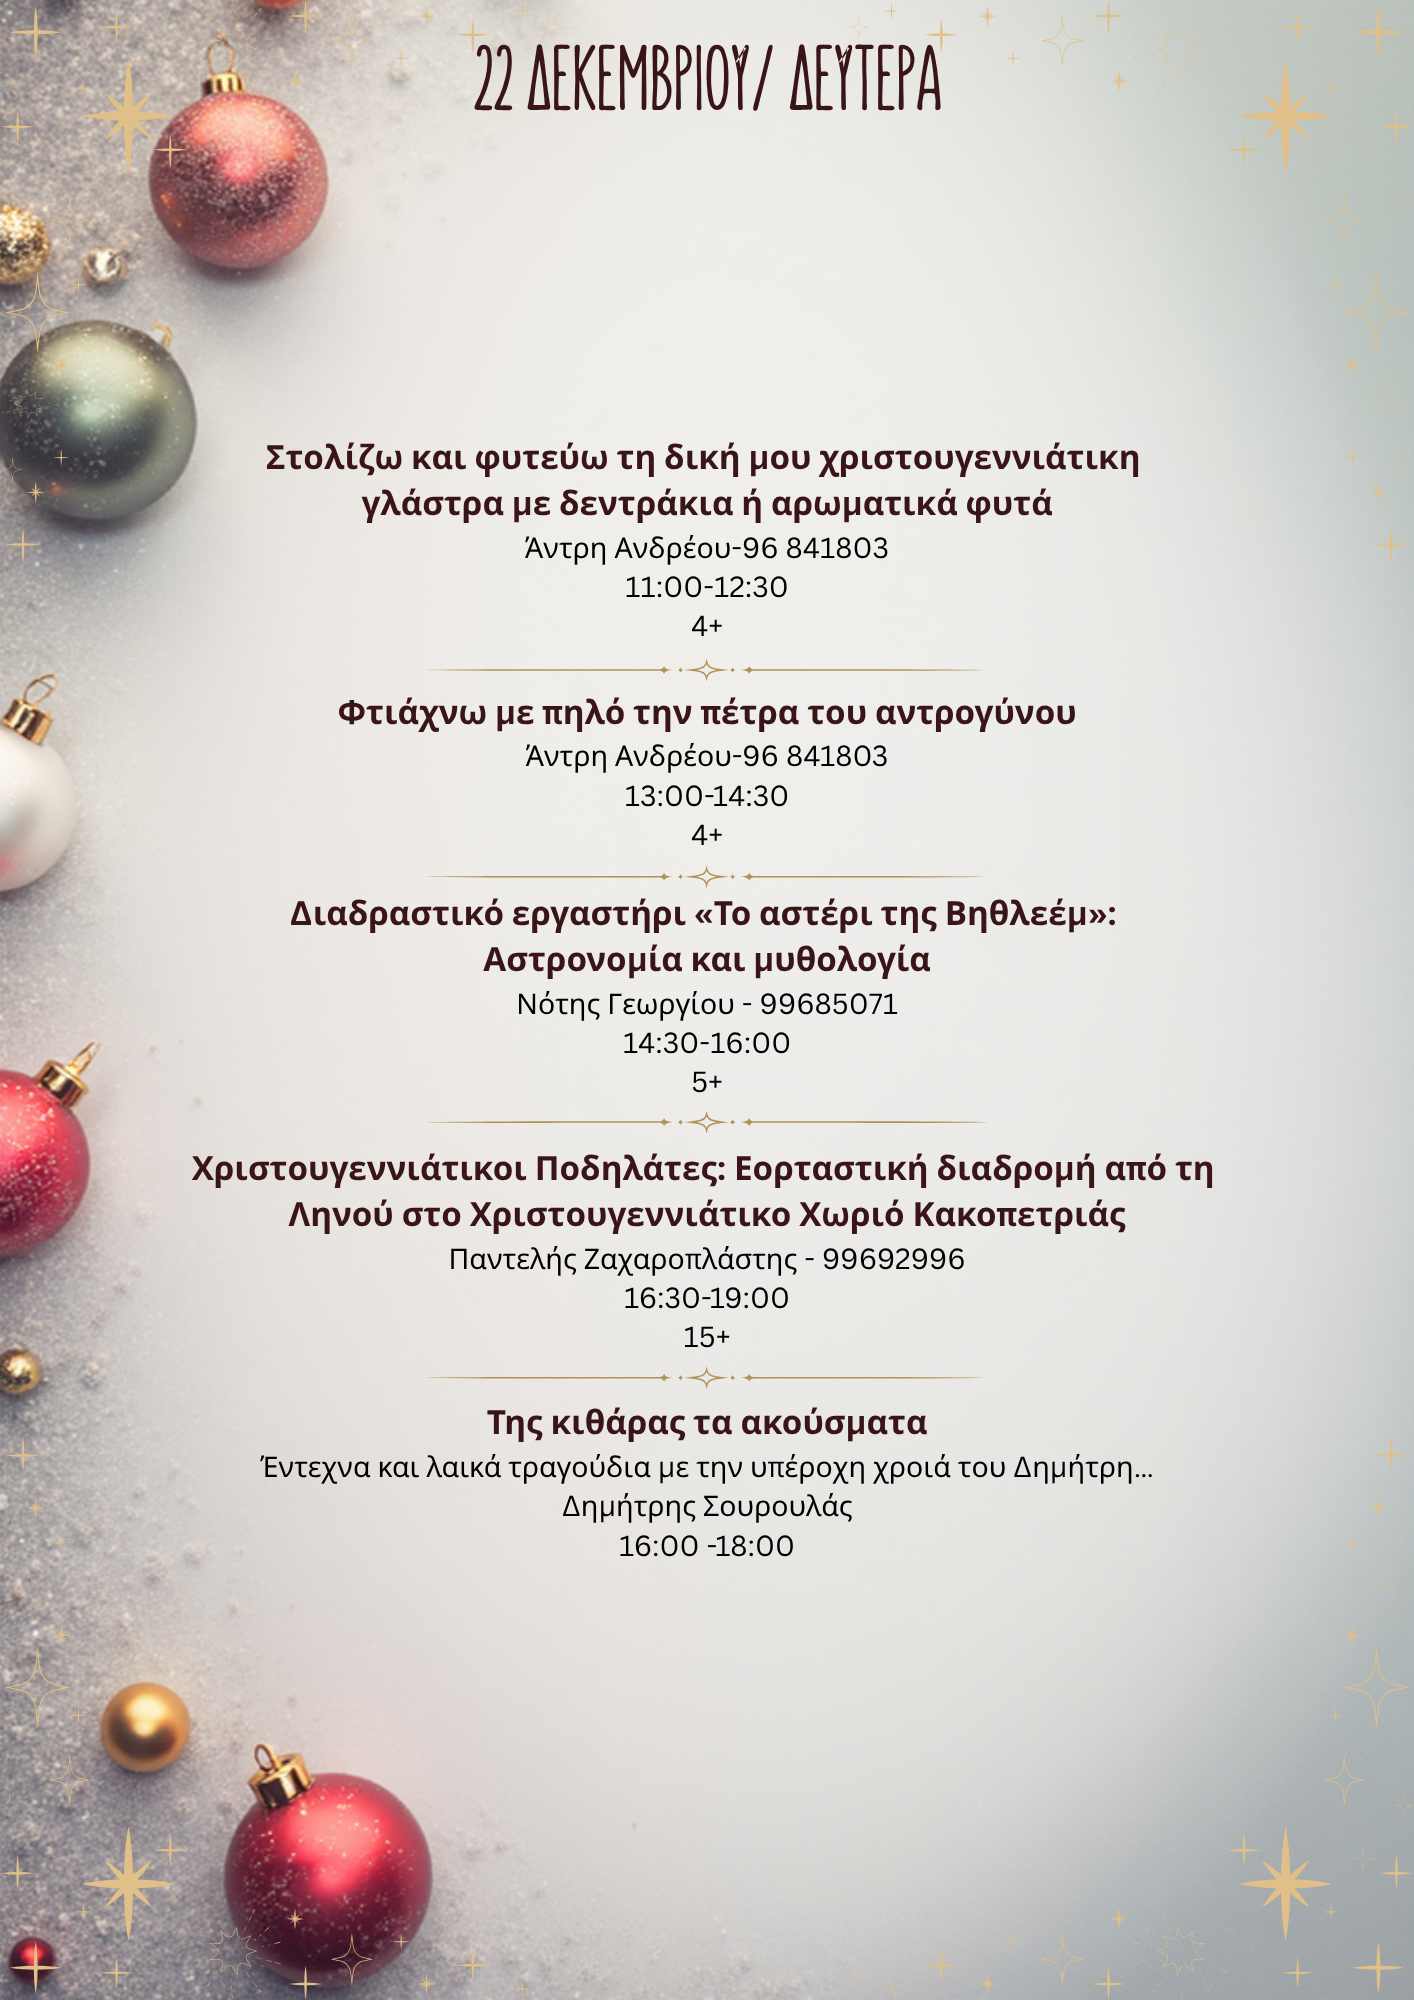 22 ΔΕΚΕΜΒΡΙΟΥ/ ΔΕΥΤΕΡΑ
Στολίζω και φυτεύω τη δική μου χριστουγεννιάτικη
γλάστρα με δεντράκια ή αρωματικά φυτά
Άντρη Ανδρέου-96 841803
11:00-12:30
4+
Φτιάχνω με πηλό την πέτρα του αντρογύνου
Άντρη Ανδρέου-96 841803
13:00-14:30
4+
Διαδραστικό εργαστήρι «Το αστέρι της Βηθλεέμ»:
Αστρονομία και μυθολογία
Νότης Γεωργίου - 99685071
14:30-16:00
5+
Χριστουγεννιάτικοι Ποδηλάτες: Εορταστική διαδρομή από τη
Ληνού στο Χριστουγεννιάτικο Χωριό Κακοπετριάς
Παντελής Ζαχαροπλάστης - 99692996
16:30-19:00
15+
Της κιθάρας τα ακούσματα
Έντεχνα και λαικά τραγούδια με την υπέροχη χροιά του Δημήτρη...
Δημήτρης Σουρουλάς
16:00 -18:00